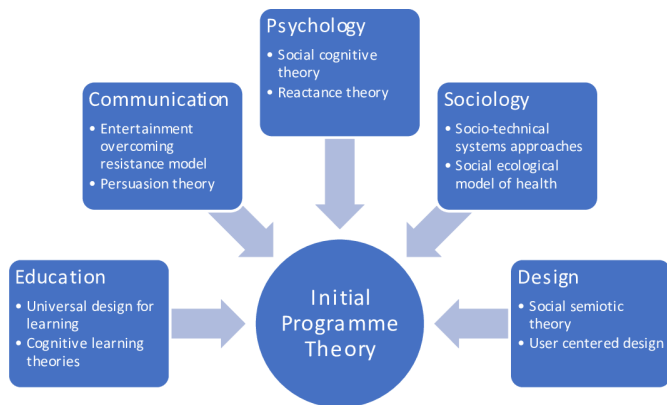 Psychology
• Social cognitive
theory
• Reactance theory
Communication
• Entertainment
overcoming
resistance model
• Persuasion theory
Sociology
• Socio-technical
systems approaches
• Social ecological
model of health
Education
• Universal design for
learning
• Cognitive learning
theories
Initial
Programme
Theory
Design
• Social semiotic
theory
• User centered design